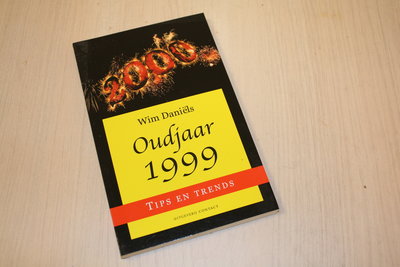 2000
Wim Daniëls
Oudjaar
1999
TIPS EN TRENDS
UITGEVERIJ CONTACT